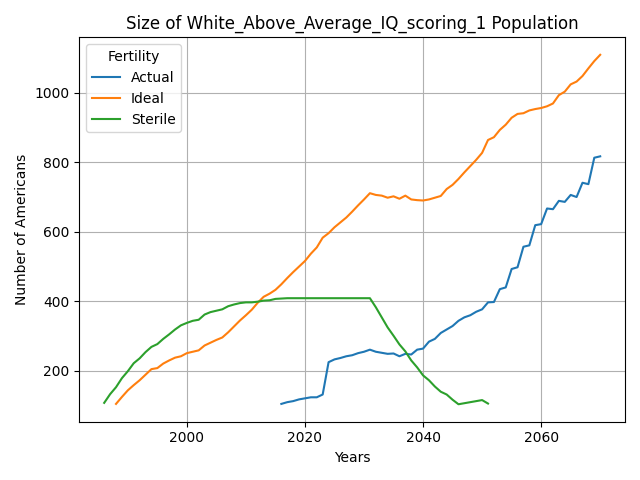 Size of White_Above_Average_IQ_scoring_1 Population
Fertility
Actual
Ideal
Sterile
Number of Americans
1000
800
600
400
200
2000
2020
2040
2060
Years